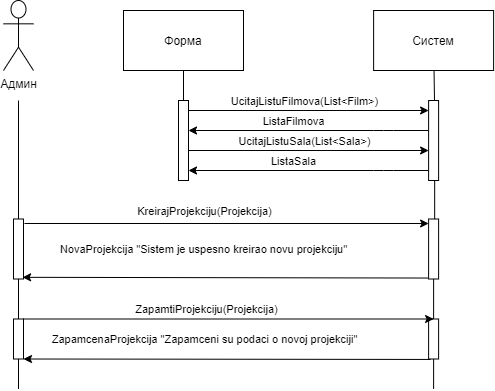 Форма
Систем
Админ
UcitajListuFilmova(List<Film>)
ListaFilmova
UcitajListuSala(List<Sala>)
ListaSala
KreirajProjekciju(Projekcija)
NovaProjekcija "Sistem je uspesno kreirao novu projekciju"
ZapamtiProjekciju(Projekcija)
ZapamcenaProjekcija "Zapamceni su podaci o novoj projekciji"